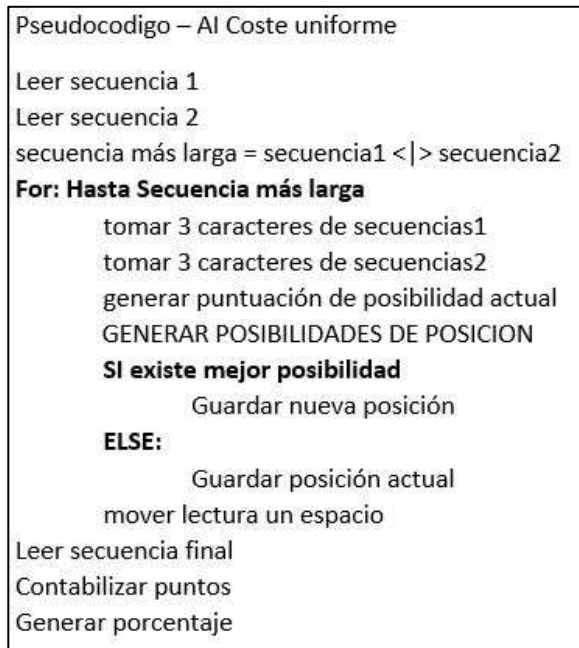 Pseudocodigo – AI Coste uniforme
Leer secuencia 1
Leer secuencia 2
secuencia más larga = secuencia1 <|> secuencia2
For: Hasta Secuencia más larga
tomar 3 caracteres de secuencias1
tomar 3 caracteres de secuencias2
generar puntuación de posibilidad actual
GENERAR POSIBILIDADES DE POSICION
SI existe mejor posibilidad
Guardar nueva posición
ELSE:
Guardar posición actual
mover lectura un espacio
Leer secuencia final
Contabilizar puntos
Generar porcentaje